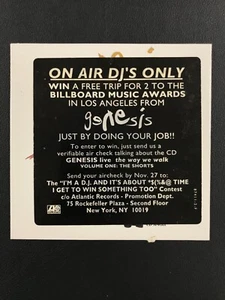 ON AIR DJ'S ONLY
WIN A FREE TRIP FOR 2 TO THE
BILLBOARD MUSIC AWARDS
IN LOS ANGELES FROM
genesis
JUST BY DOING YOUR JOB!!
To enter to win, just send us a
verifiable air check talking about the CD
GENESIS live the way we walk
VOLUME ONE: THE SHORTS
Send your aircheck by Nov. 27 to:
The "I'M A D.J. AND IT'S ABOUT *$(%&@ TIME
I GET TO WIN SOMETHING TOO" Contest
c/o Atlantic Records - Promotion Dept.
75 Rockefeller Plaza - Second Floor
New York, NY 10019